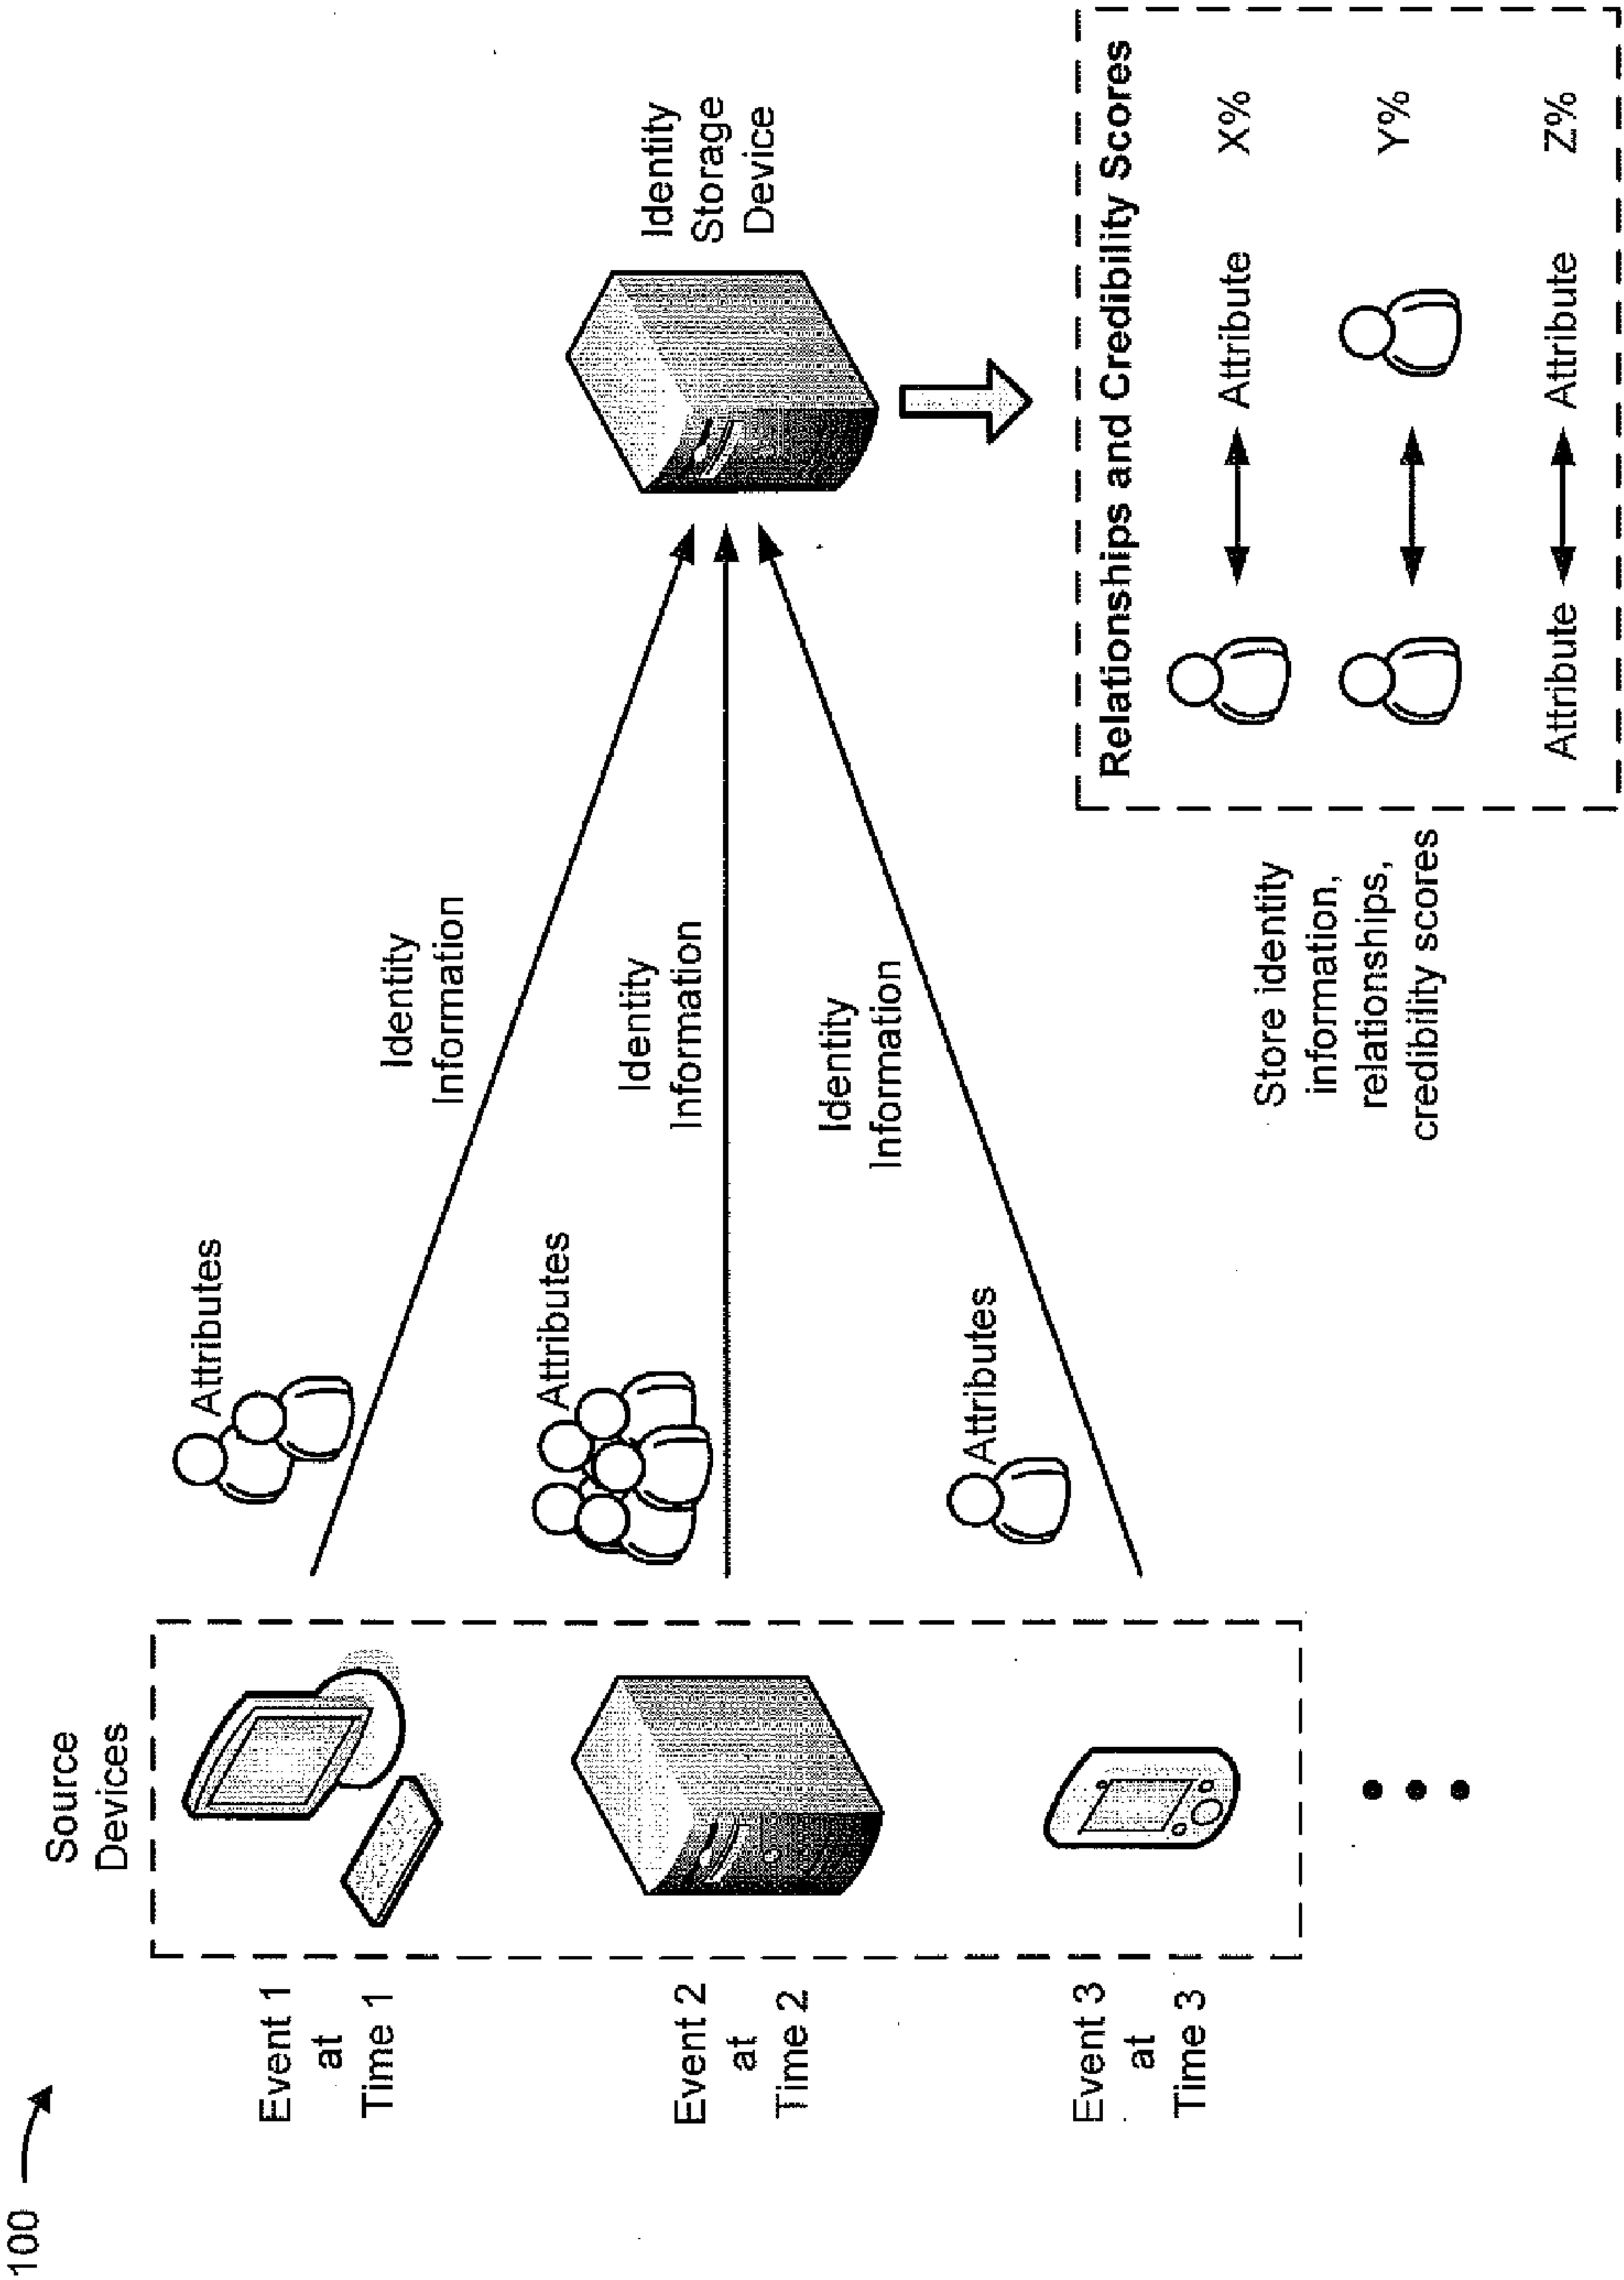 100
Source
Devices
Event 1
at
Time 1
Event 2
at
Time 2
Event 3
at
Time 3
Attributes
Attributes
Attributes
Identity
Information
Identity
Information
Identity
Information
Identity
Storage
Device
Store identity
information,
relationships,
credibility scores
Relationships and Credibility Scores
Attribute X%
Y%
Attribute Attribute Z%